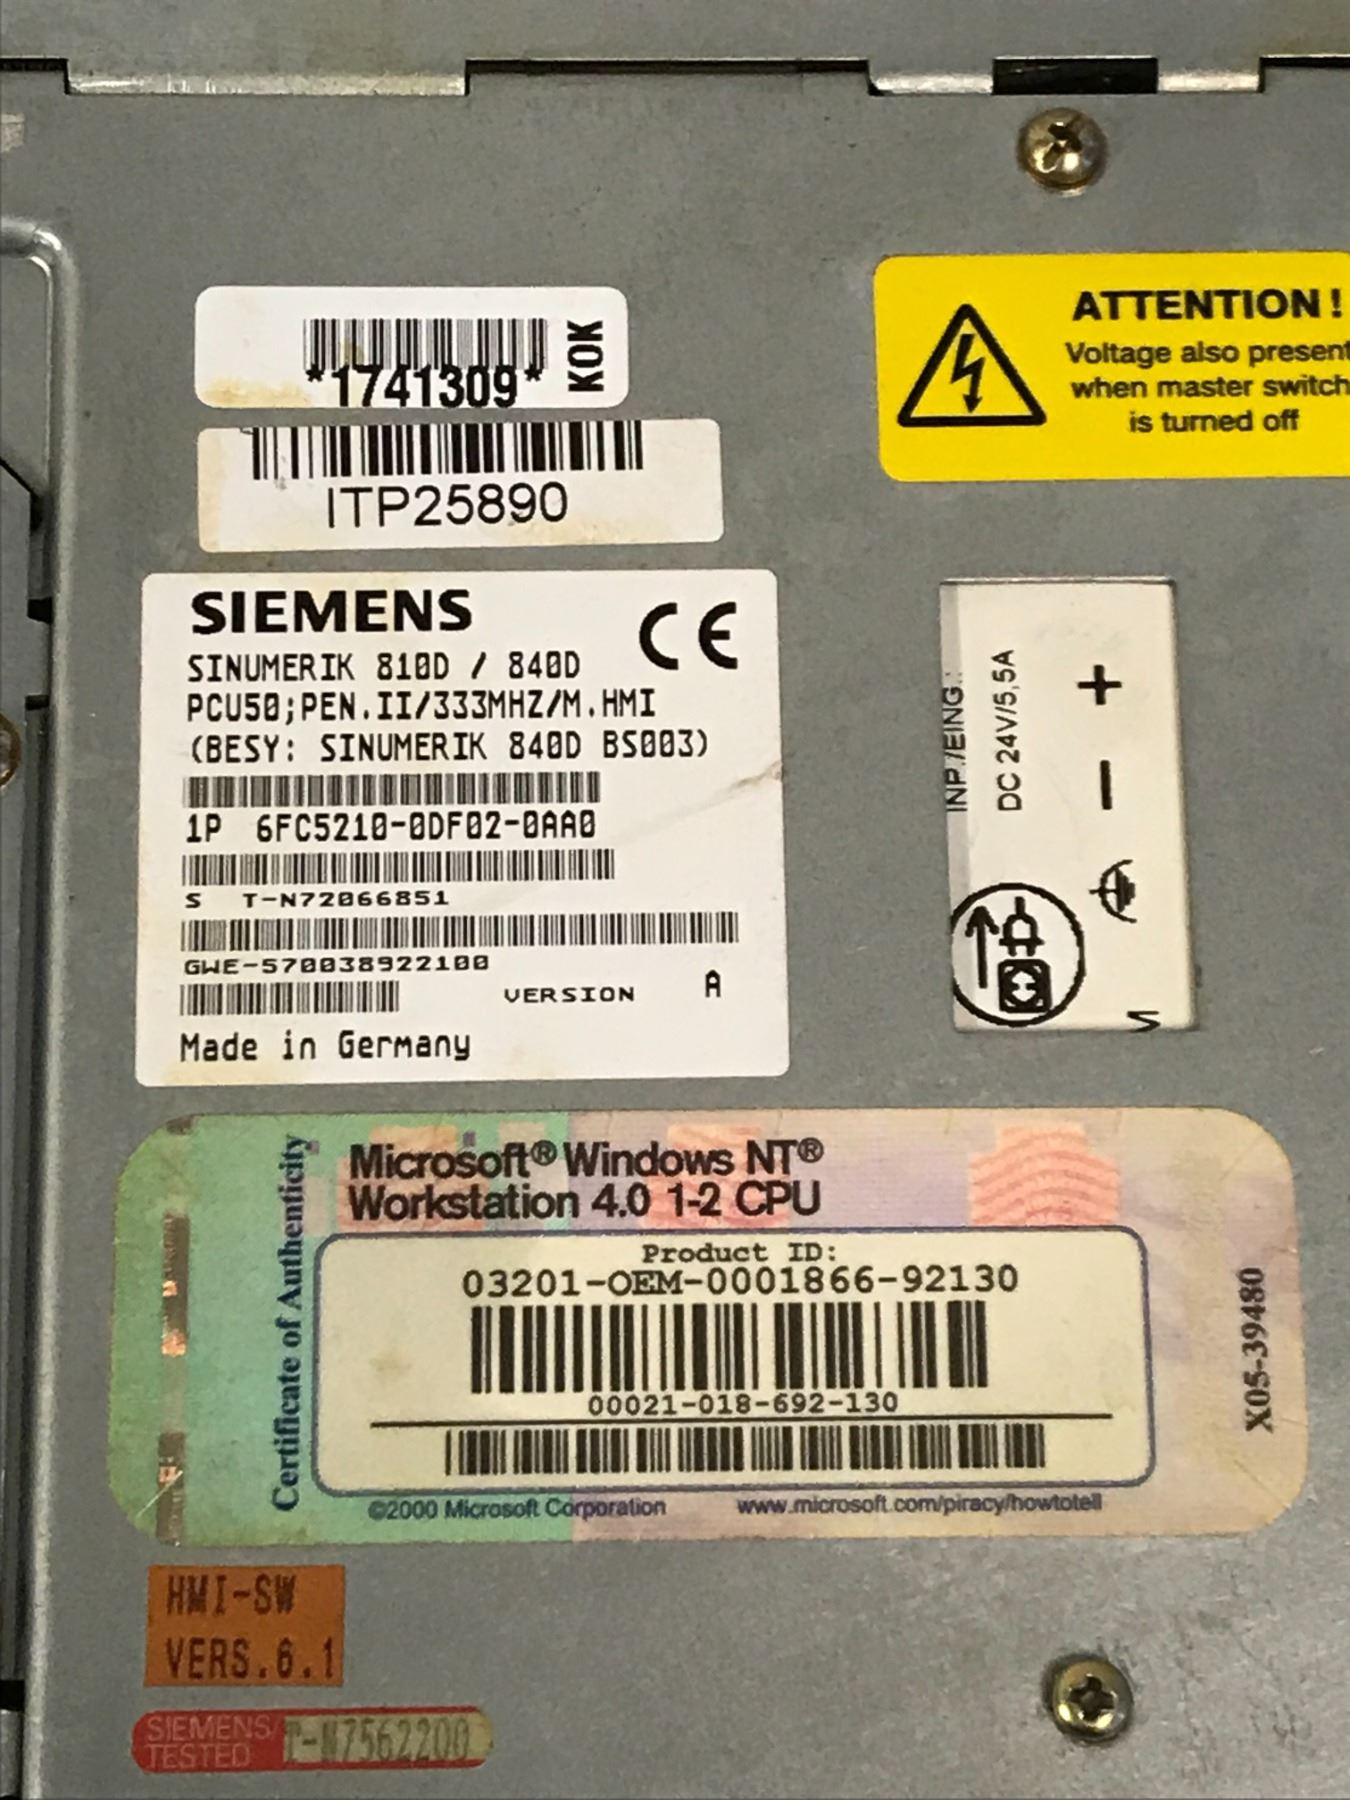 *1741309*
KOK
ITP25890
ATTENTION !
Voltage also present
when master switch
is turned off
SIEMENS
CE
SINUMERIK 810D / 840D
PCU50;PEN.II/333MHZ/M.HMI
(BESY: SINUMERIK 840D BS003)
1P 6FC5210-0DF02-0AA0
S T-N72066851
GWE-570038922100
VERSION A
Made in Germany
INP./EING.:
DC 24V/5,5A
+
-
Certificate of Authenticity
Microsoft® Windows NT®
Workstation 4.0 1-2 CPU
Product ID:
03201-OEM-0001866-92130
00021-018-692-130
©2000 Microsoft Corporation www.microsoft.com/piracy/howtotell
X05-39480
HMI-SW
VERS.6.1
SIEMENS/
TESTED
T-N7562200